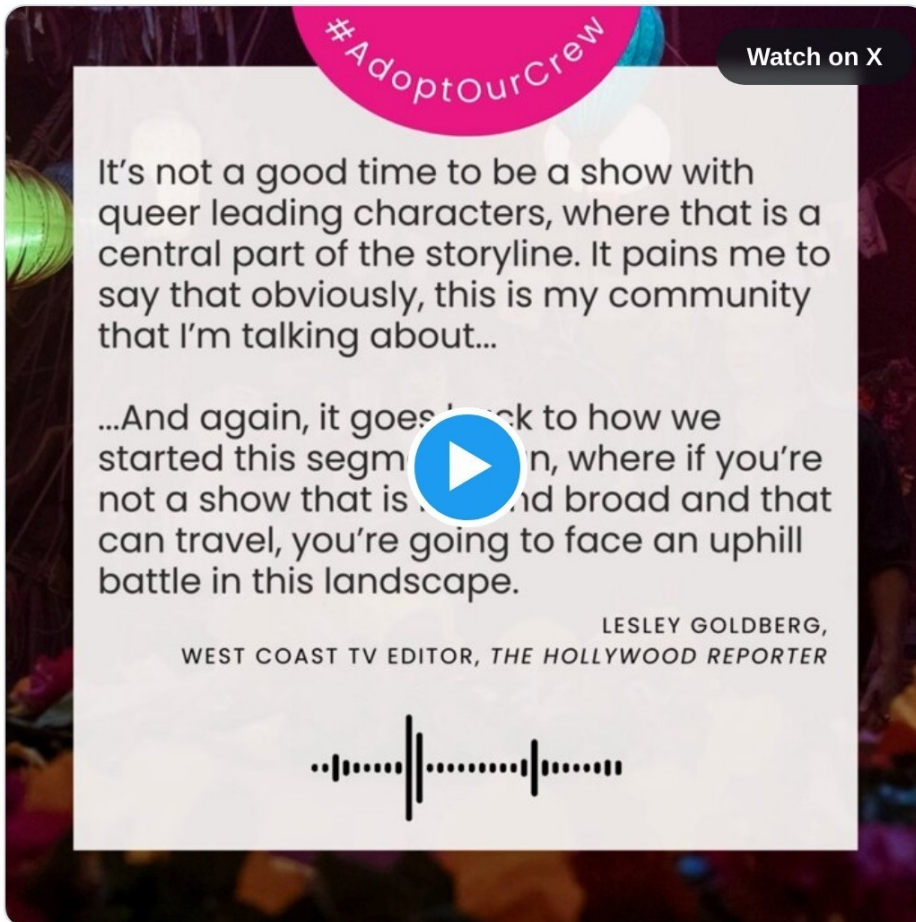 #AdoptOurCrew
Watch on X
It’s not a good time to be a show with
queer leading characters, where that is a
central part of the storyline. It pains me to
say that obviously, this is my community
that I’m talking about...
...And again, it goes to how we
started this where if you’re
not a show that is broad and that
can travel, you’re going to face an uphill
battle in this landscape.
LESLEY GOLDBERG,
WEST COAST TV EDITOR, THE HOLLYWOOD REPORTER